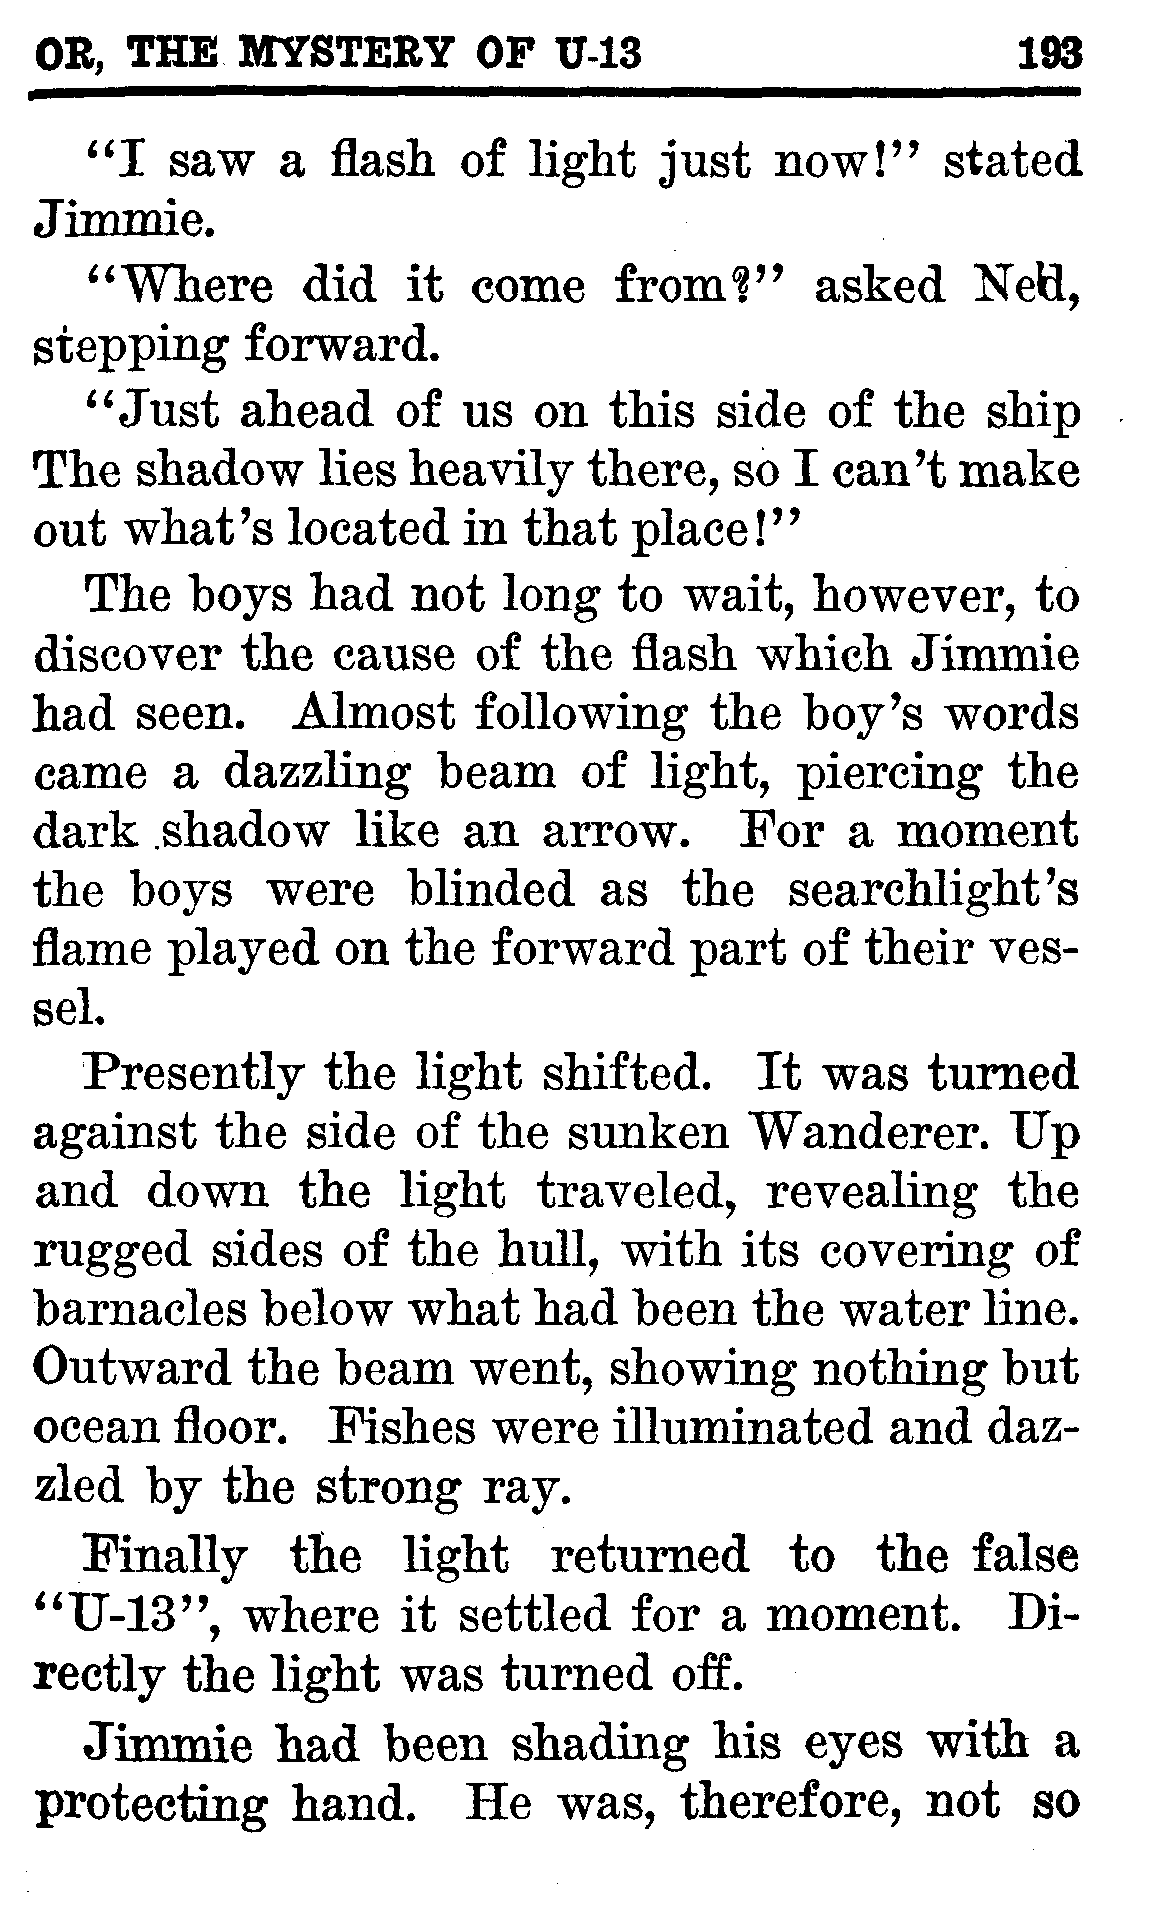 OR, THE MYSTERY OF U-13 193
“I saw a flash of light just now!” stated
Jimmie.
“Where did it come from?” asked Ned,
stepping forward.
“Just ahead of us on this side of the ship
The shadow lies heavily there, so I can't make
out what's located in that place!”
The boys had not long to wait, however, to
discover the cause of the flash which Jimmie
had seen. Almost following the boy's words
came a dazzling beam of light, piercing the
dark shadow like an arrow. For a moment
the boys were blinded as the searchlight's
flame played on the forward part of their ves-
sel.
Presently the light shifted. It was turned
against the side of the sunken Wanderer. Up
and down the light traveled, revealing the
rugged sides of the hull, with its covering of
barnacles below what had been the water line.
Outward the beam went, showing nothing but
ocean floor. Fishes were illuminated and daz-
zled by the strong ray.
Finally the light returned to the false
“U-13”, where it settled for a moment. Di-
rectly the light was turned off.
Jimmie had been shading his eyes with a
protecting hand. He was, therefore, not so